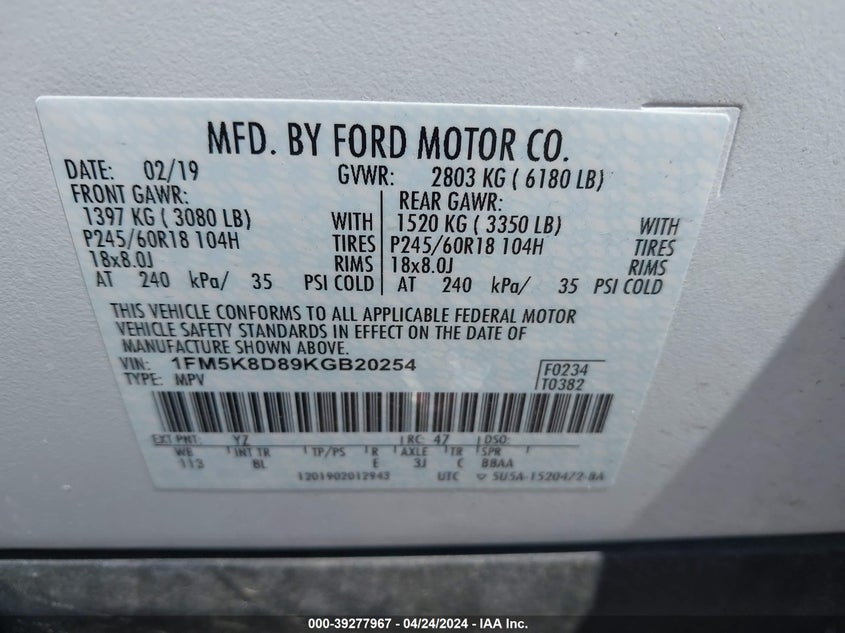 MFD. BY FORD MOTOR CO.
DATE: 02/19 GVWR: 2803 KG ( 6180 LB)
FRONT GAWR: REAR GAWR:
1397 KG ( 3080 LB) WITH 1520 KG ( 3350 LB) WITH
P245/60R18 104H TIRES P245/60R18 104H TIRES
18x8.0J RIMS 18x8.0J RIMS
AT 240 kPa/ 35 PSI COLD AT 240 kPa/ 35 PSI COLD
THIS VEHICLE CONFORMS TO ALL APPLICABLE FEDERAL MOTOR
VEHICLE SAFETY STANDARDS IN EFFECT ON THE DATE OF
MANUFACTURE SHOWN ABOVE.
VIN: 1FM5K8D89KGB20254 F0234
TYPE: MPV T0382
EXT PNT: YZ RC: 47 DSO:
WB INT TR TP/PS R AXLE TR SPR
113 BL E 3J C BBAA
1201902012943 UTC ▽ 5U5A-1520472-BA
000-39277967 - 04/24/2024 - IAA Inc.